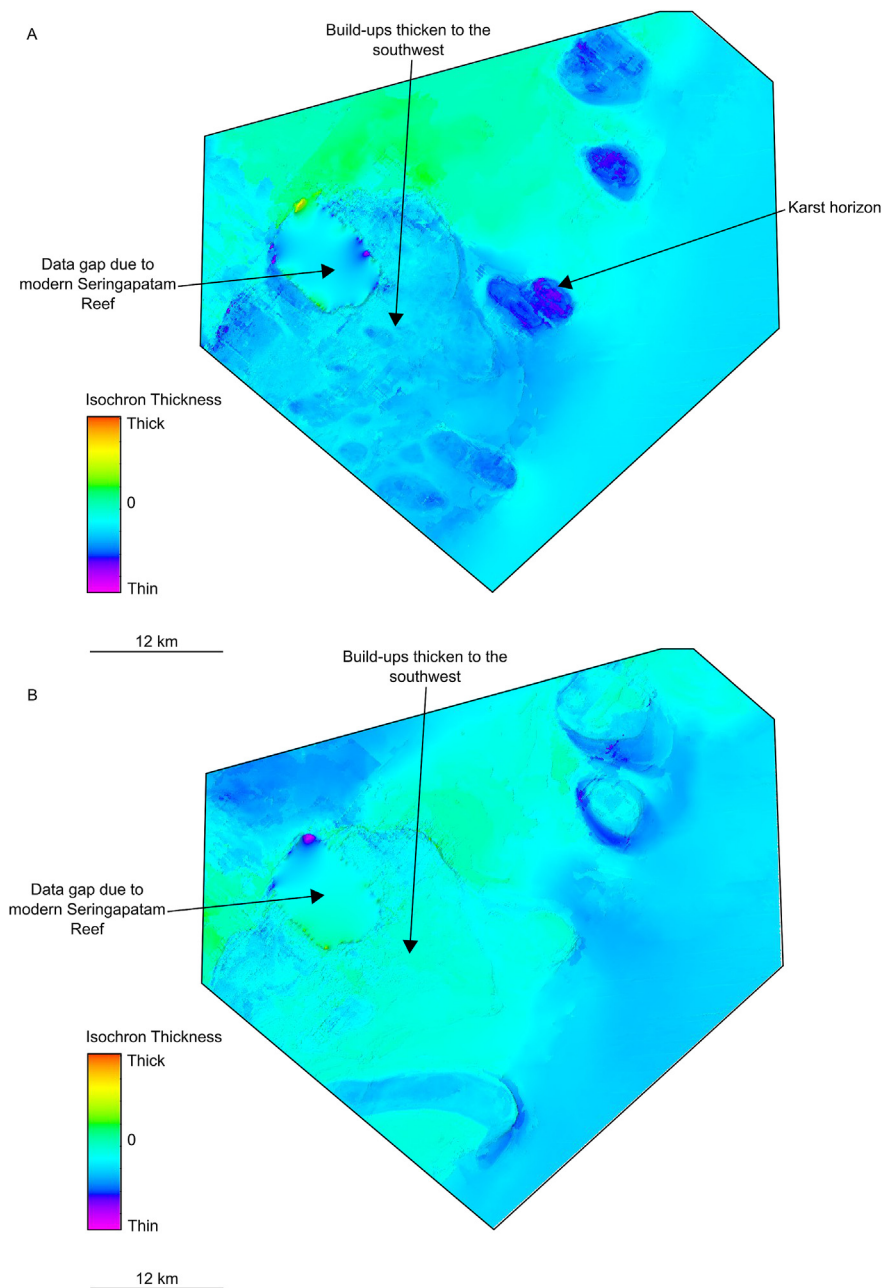 A
Build-ups thicken to the
southwest
Karst horizon
Data gap due to
modern Seringapatam
Reef
Isochron Thickness
Thick
0
Thin
12 km
B
Build-ups thicken to the
southwest
Data gap due to
modern Seringapatam
Reef
Isochron Thickness
Thick
0
Thin
12 km